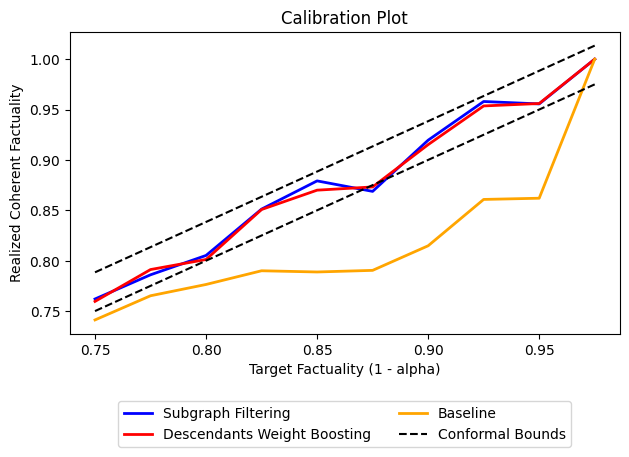 Calibration Plot
Realized Coherent Factuality
1.00
0.95
0.90
0.85
0.80
0.75
0.75 0.80 0.85 0.90 0.95
Target Factuality (1 - alpha)
Subgraph Filtering
Descendants Weight Boosting
Baseline
Conformal Bounds